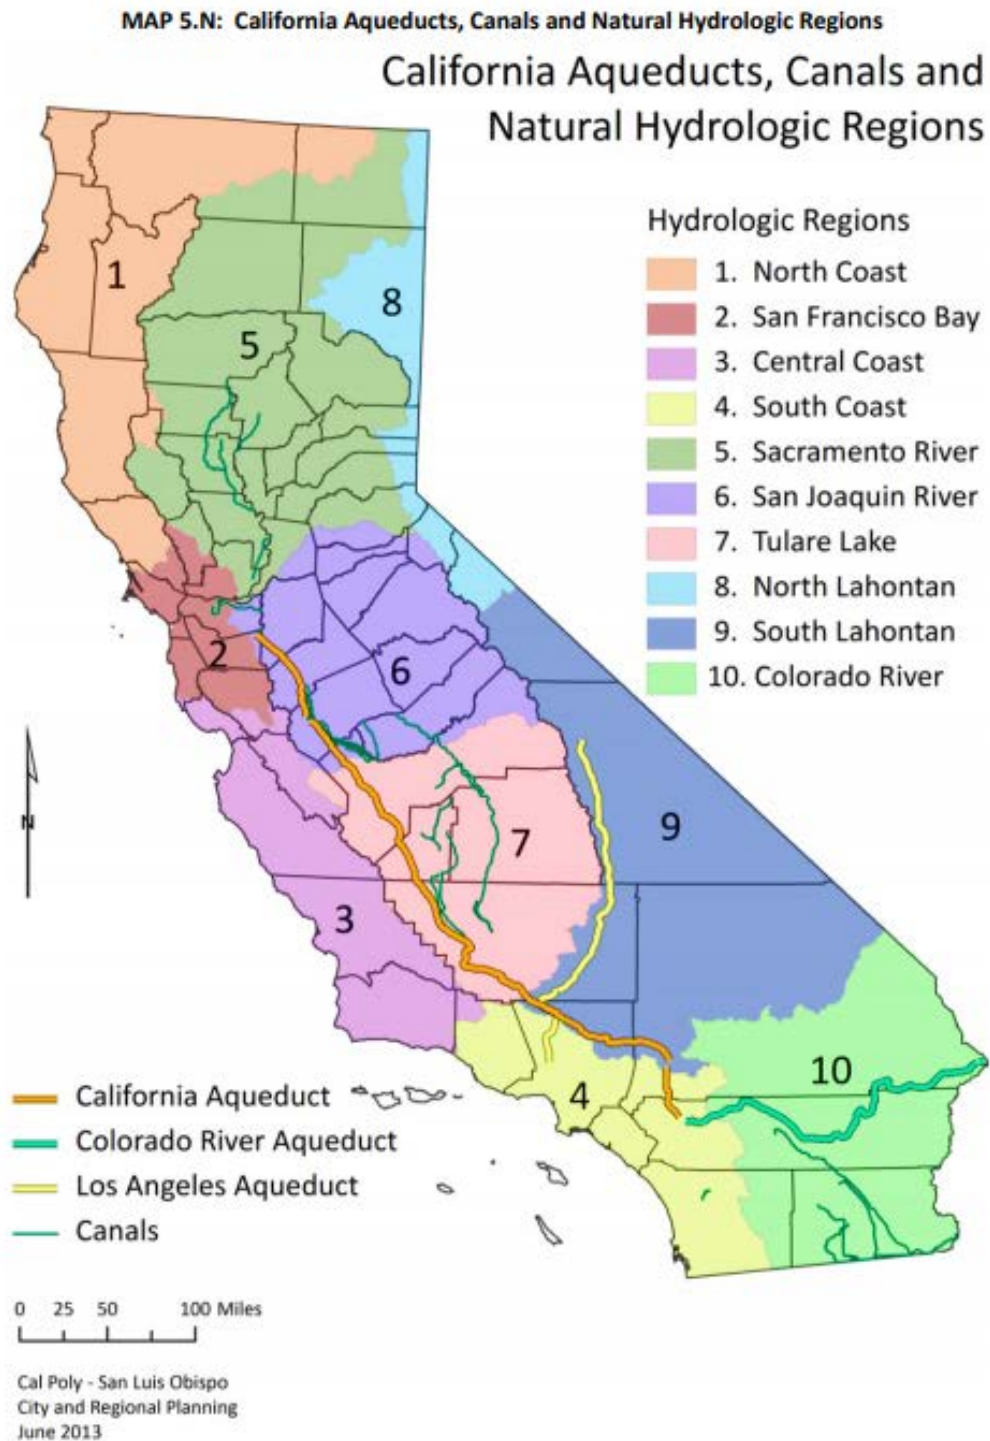 MAP 5.N: California Aqueducts, Canals and Natural Hydrologic Regions
California Aqueducts, Canals and
Natural Hydrologic Regions
Hydrologic Regions
1. North Coast
2. San Francisco Bay
3. Central Coast
4. South Coast
5. Sacramento River
6. San Joaquin River
7. Tulare Lake
8. North Lahontan
9. South Lahontan
10. Colorado River
1
8
5
2
6
N
7
9
3
10
4
California Aqueduct
Colorado River Aqueduct
Los Angeles Aqueduct
Canals
0 25 50 100 Miles
Cal Poly - San Luis Obispo
City and Regional Planning
June 2013